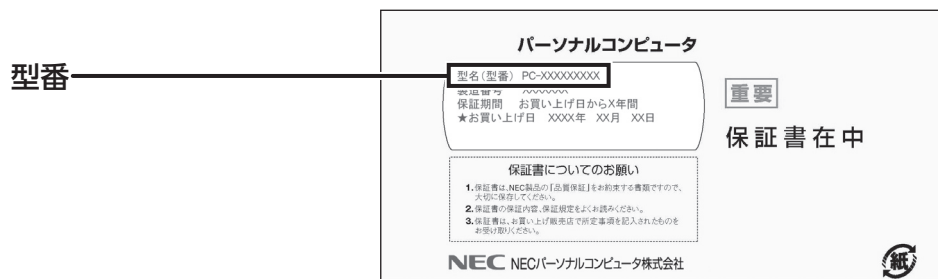 パーソナルコンピュータ
型番
型名(型番) PC-XXXXXXXXX
製造番号 XXXXXXX
保証期間 お買い上げ日からX年間
★お買い上げ日 XXXX年 XX月 XX日
重要
保証書在中
保証書についてのお願い
1.保証書は、NEC製品の「品質保証」をお約束する書類ですので、
大切に保存してください。
2.保証書の保証内容、保証規定をよくお読みください。
3.保証書は、お買い上げ販売店で所定事項を記入されたものを
お受け取りください。
NEC NECパーソナルコンピュータ株式会社
紙